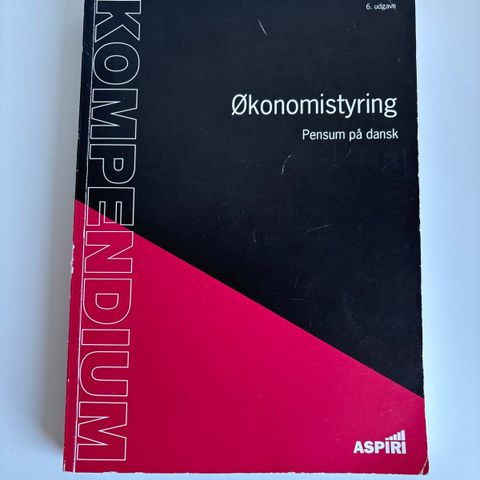 6. udgave
KOMPENDIUM
Økonomistyring
Pensum på dansk
ASPIRI